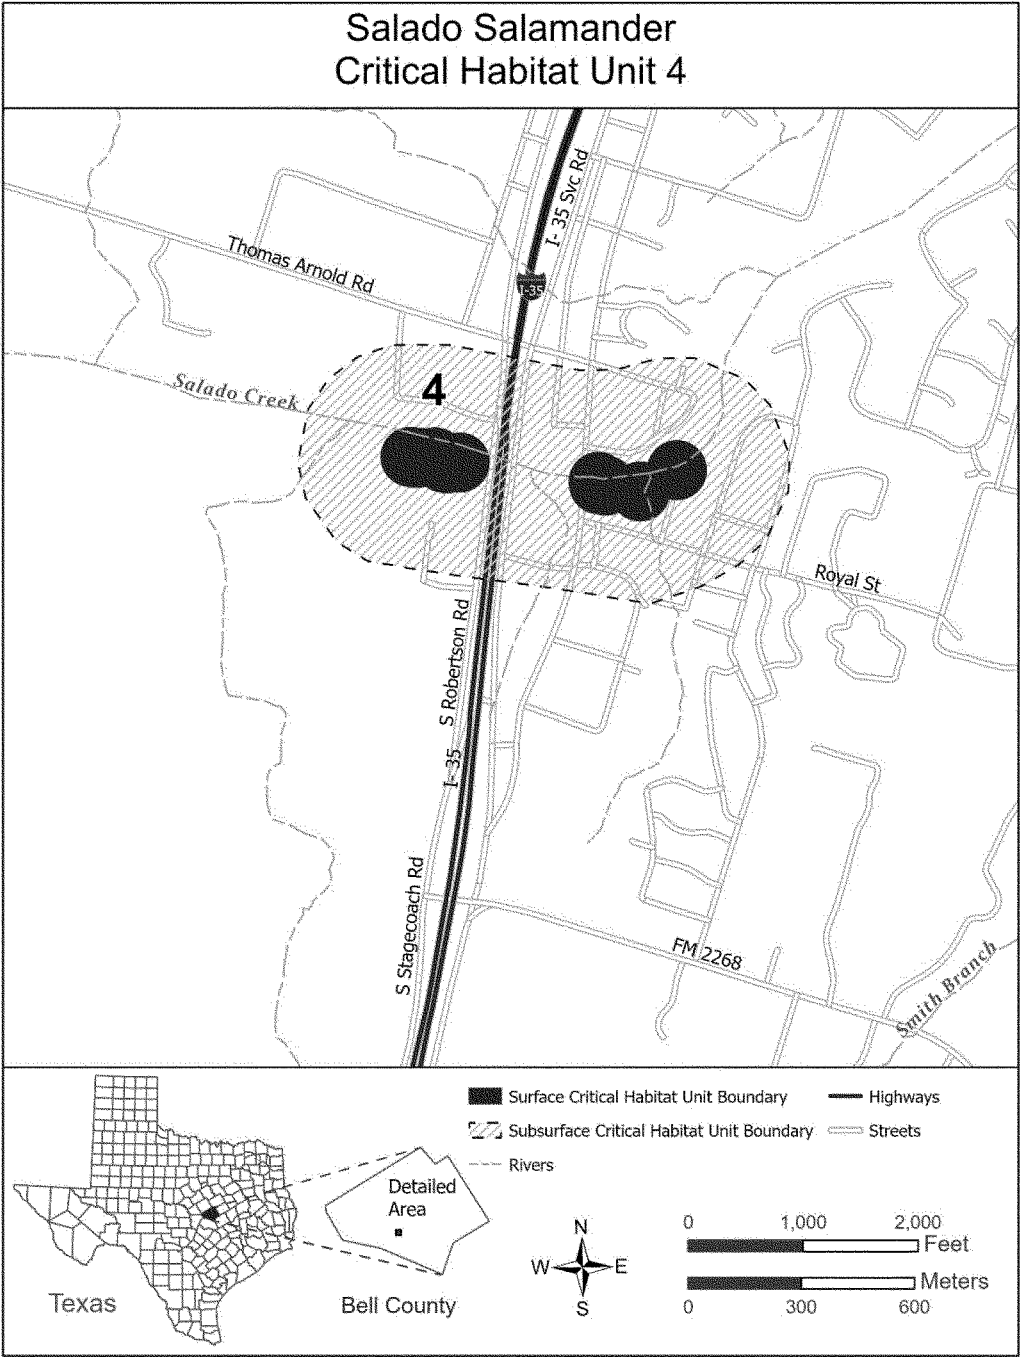 Salado Salamander
Critical Habitat Unit 4
I- 35 Svc Rd
Thomas Arnold Rd
I-35
4
Salado Creek
Royal St
S Robertson Rd
I- 35
S Stagecoach Rd
FM 2268
Smith Branch
Surface Critical Habitat Unit Boundary
Highways
Subsurface Critical Habitat Unit Boundary
Streets
Rivers
Detailed
Area
Texas
Bell County
N
W E
S
0 1,000 2,000
Feet
Meters
0 300 600